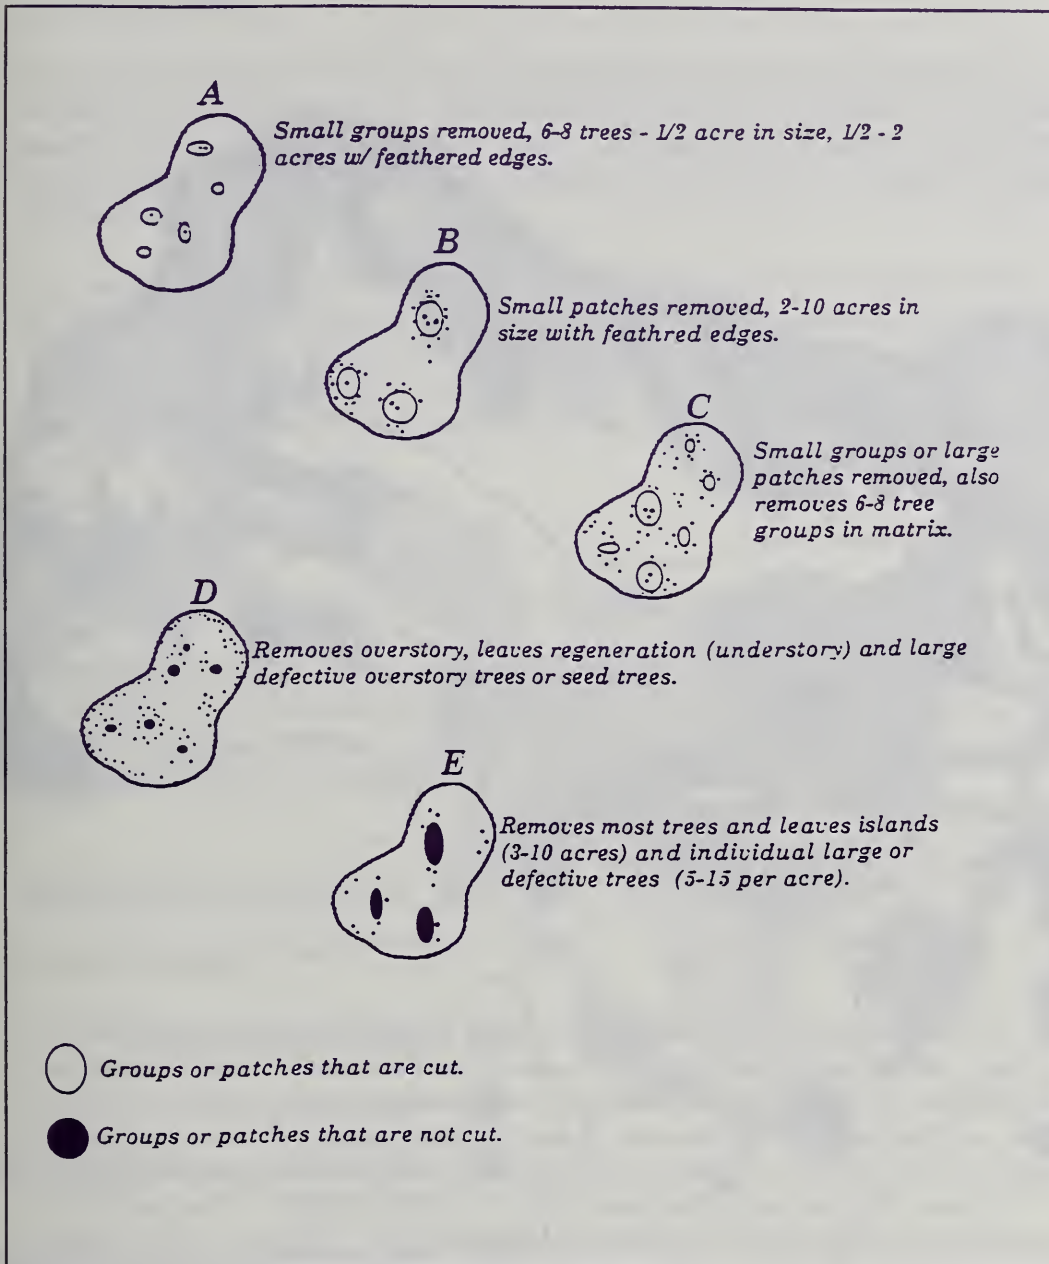 A
Small groups removed, 6-8 trees - 1/2 acre in size, 1/2 - 2
acres w/ feathered edges.
B
Small patches removed, 2-10 acres in
size with feathred edges.
C
Small groups or large
patches removed, also
removes 6-8 tree
groups in matrix.
D
Removes overstory, leaves regeneration (understory) and large
defective overstory trees or seed trees.
E
Removes most trees and leaves islands
(3-10 acres) and individual large or
defective trees (5-15 per acre).
Groups or patches that are cut.
Groups or patches that are not cut.